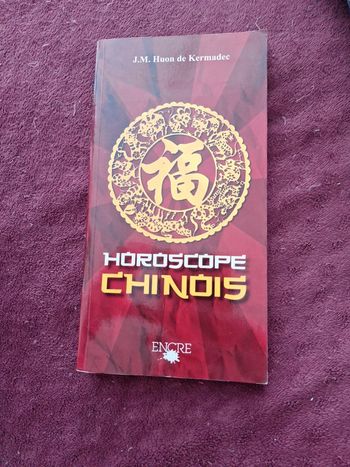 J.M. Huon de Kermadec
福
HOROSCOPE
CHINOIS
ENCRE